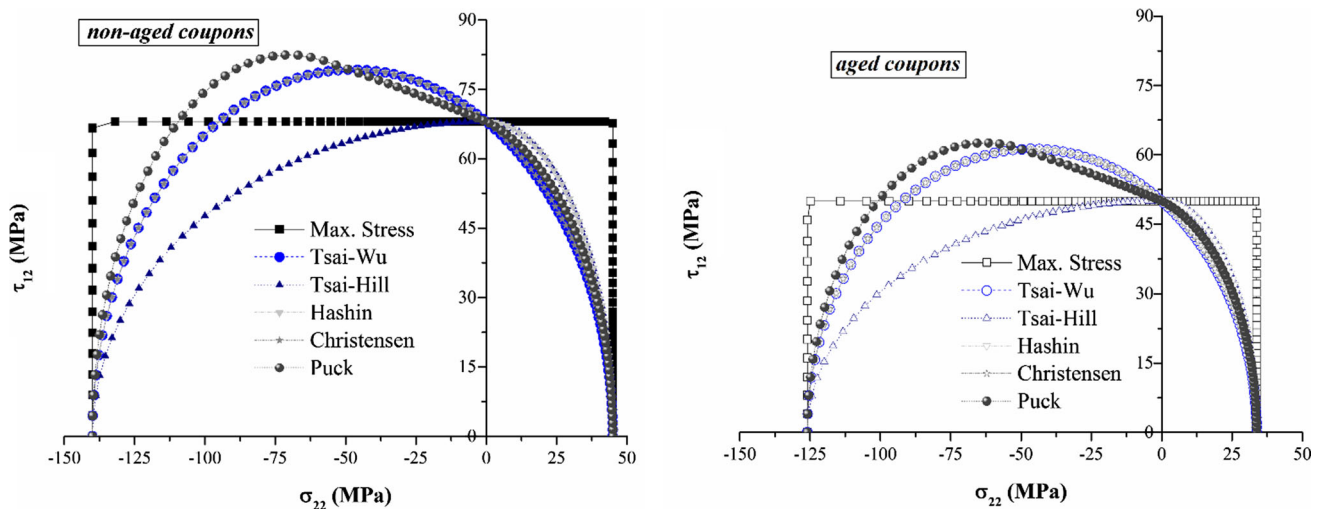 non-aged coupons
90
75
60
45
30
15
0
τ12 (MPa)
Max. Stress
Tsai-Wu
Tsai-Hill
Hashin
Christensen
Puck
-150 -125 -100 -75 -50 -25 0 25 50
σ22 (MPa)
aged coupons
90
75
60
45
30
15
0
τ12 (MPa)
Max. Stress
Tsai-Wu
Tsai-Hill
Hashin
Christensen
Puck
-150 -125 -100 -75 -50 -25 0 25 50
σ22 (MPa)